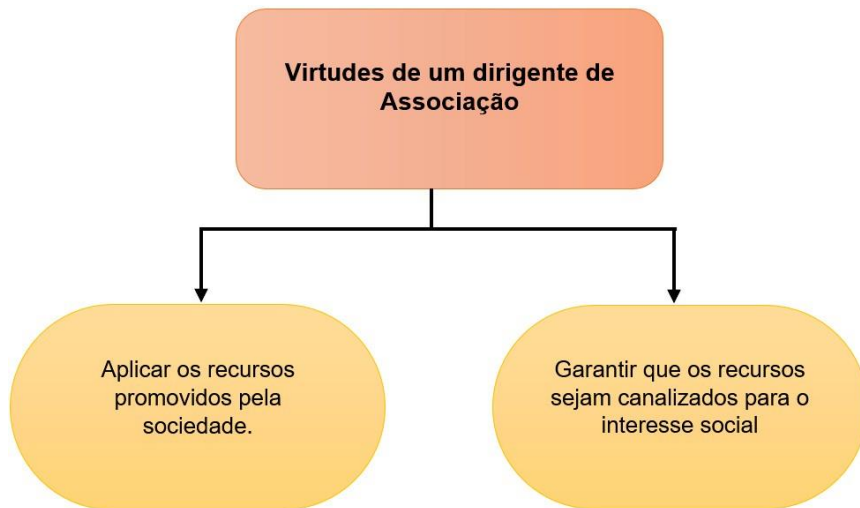 Virtudes de um dirigente de
Associação
Aplicar os recursos
promovidos pela
sociedade.
Garantir que os recursos
sejam canalizados para o
interesse social